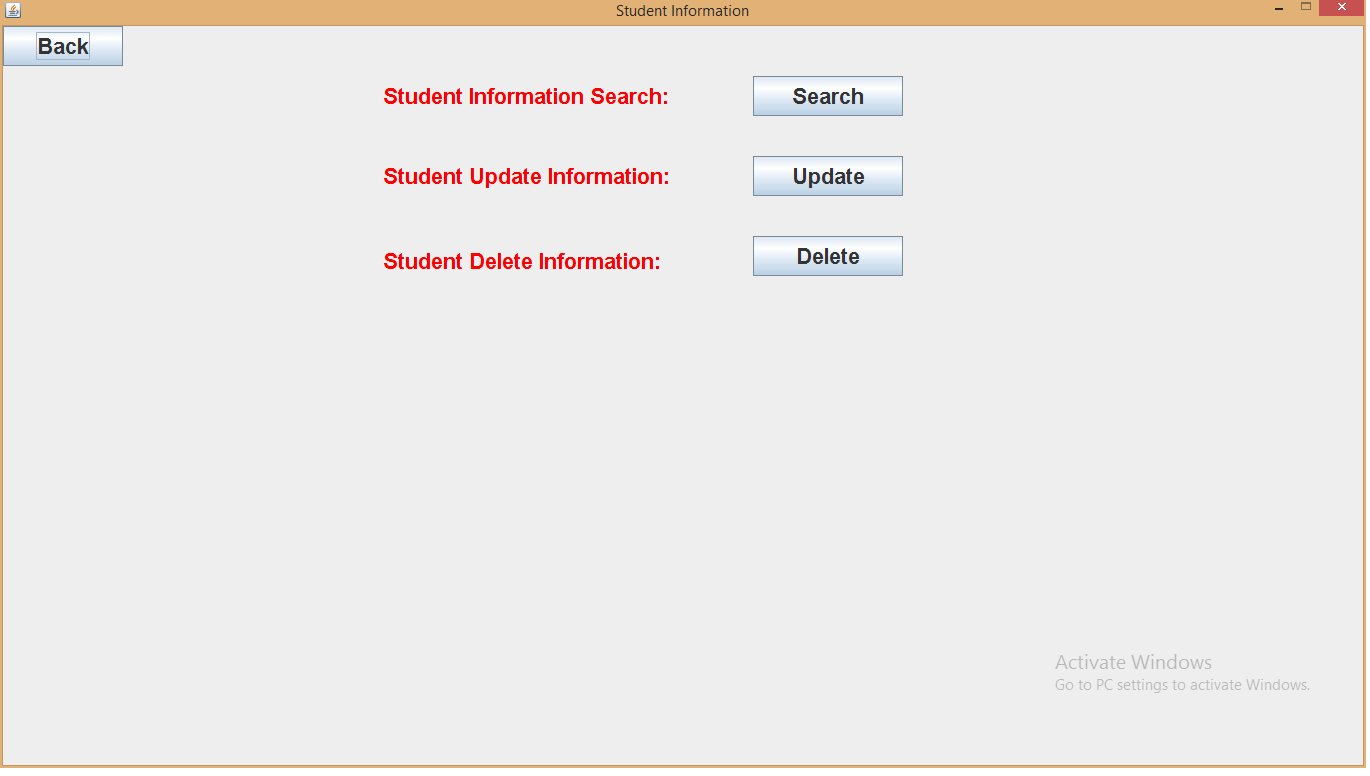 Student Information
Back
Student Information Search:
Search
Student Update Information:
Update
Student Delete Information:
Delete
Activate Windows
Go to PC settings to activate Windows.